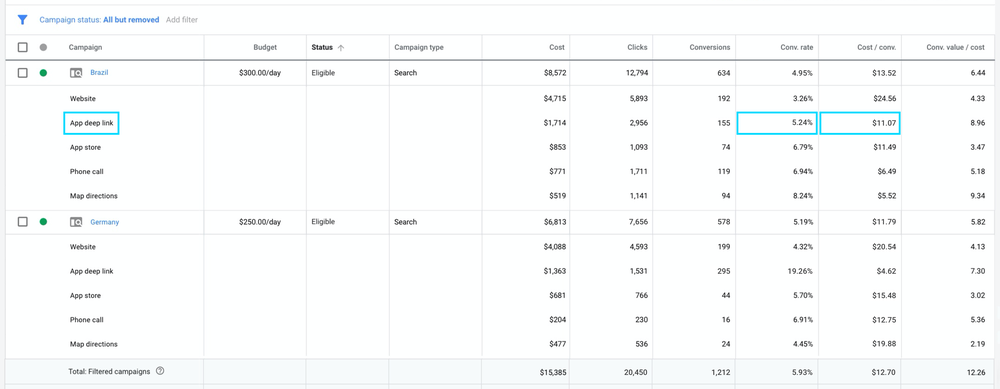 Campaign status: All but removed Add filter
Campaign Budget Status Campaign type Cost Clicks Conversions Conv. rate Cost / conv. Conv. value / cost
Brazil $300.00/day Eligible Search $8,572 12,794 634 4.95% $13.52 6.44
Website $4,715 5,893 192 3.26% $24.56 4.33
App deep link $1,714 2,956 155 5.24% $11.07 8.96
App store $853 1,093 74 6.79% $11.49 3.47
Phone call $771 1,711 119 6.94% $6.49 5.18
Map directions $519 1,141 94 8.24% $5.52 9.34
Germany $250.00/day Eligible Search $6,813 7,656 578 5.19% $11.79 5.82
Website $4,088 4,593 199 4.32% $20.54 4.13
App deep link $1,363 1,531 295 19.26% $4.62 7.30
App store $681 766 44 5.70% $15.48 3.02
Phone call $204 230 16 6.91% $12.75 5.36
Map directions $477 536 24 4.45% $19.88 2.19
Total: Filtered campaigns $15,385 20,450 1,212 5.93% $12.70 12.26